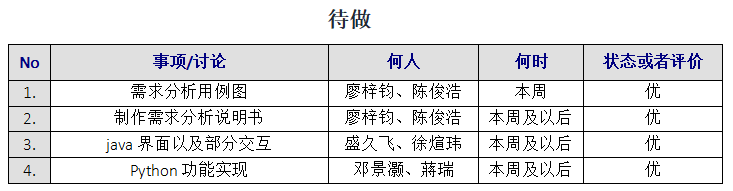 待做
No 事项/讨论 何人 何时 状态或者评价
1. 需求分析用例图 廖梓钧、陈俊浩 本周 优
2. 制作需求分析说明书 廖梓钧、陈俊浩 本周及以后 优
3. java 界面以及部分交互 盛久飞、徐煊玮 本周及以后 优
4. Python 功能实现 邓景灏、蒋瑞 本周及以后 优